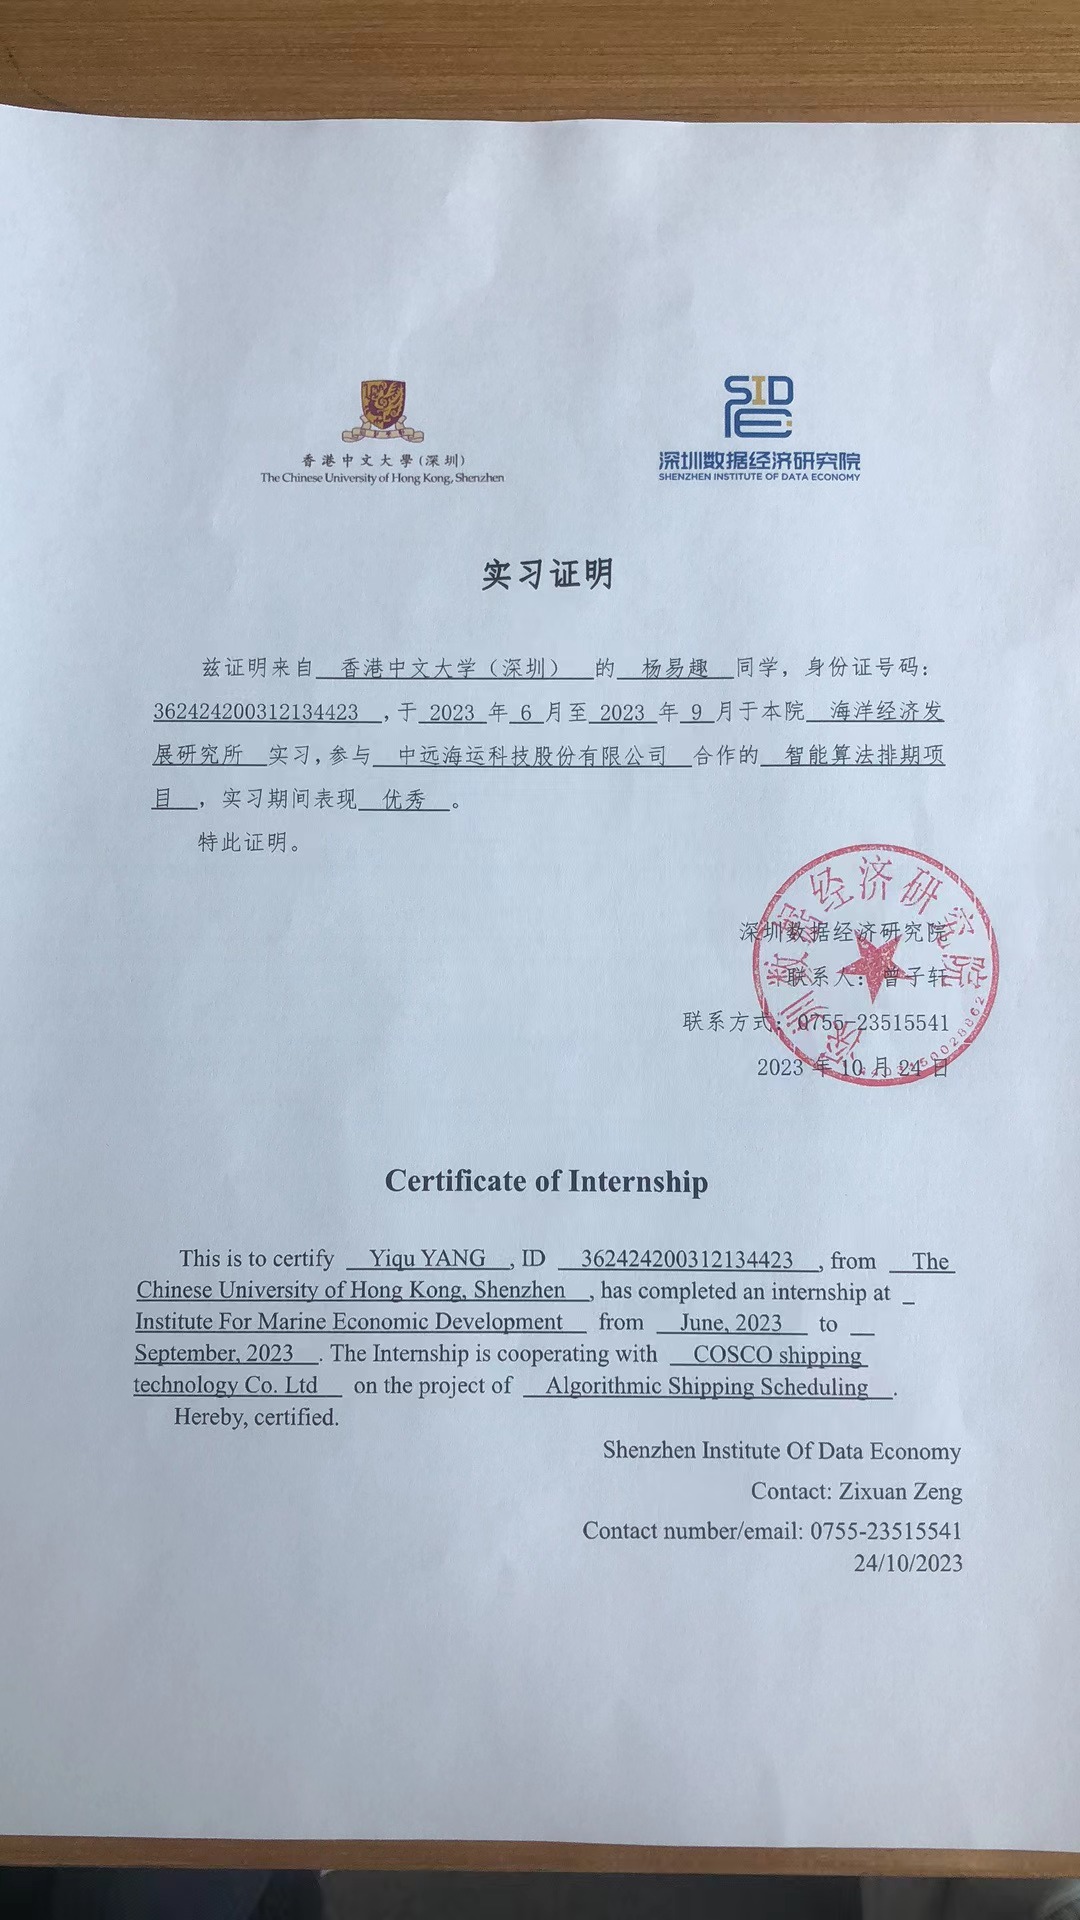 香港中文大學(深圳)
The Chinese University of Hong Kong, Shenzhen
SIDE
深圳数据经济研究院
SHENZHEN INSTITUTE OF DATA ECONOMY
实习证明
兹证明来自 香港中文大学（深圳） 的 杨易趣 同学，身份证号码：
362424200312134423 ，于 2023 年 6 月至 2023 年 9 月于本院 海洋经济发
展研究所 实习，参与 中远海运科技股份有限公司 合作的 智能算法排期项
目 ，实习期间表现 优秀 。
特此证明。
深圳数据经济研究院
深圳数据经济研究院
联系人：曾子轩
联系方式：0755-23515541
2023 年 10 月 24 日
Certificate of Internship
This is to certify Yiqu YANG , ID 362424200312134423 , from The
Chinese University of Hong Kong, Shenzhen , has completed an internship at
Institute For Marine Economic Development from June, 2023 to
September, 2023 . The Internship is cooperating with COSCO shipping
technology Co. Ltd on the project of Algorithmic Shipping Scheduling .
Hereby, certified.
Shenzhen Institute Of Data Economy
Contact: Zixuan Zeng
Contact number/email: 0755-23515541
24/10/2023